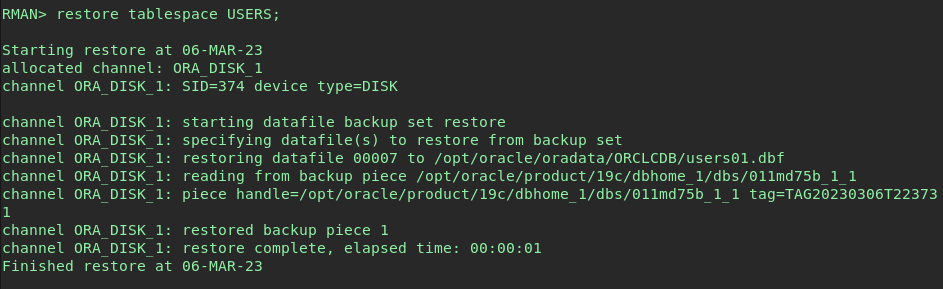 RMAN> restore tablespace USERS;
Starting restore at 06-MAR-23
allocated channel: ORA_DISK_1
channel ORA_DISK_1: SID=374 device type=DISK
channel ORA_DISK_1: starting datafile backup set restore
channel ORA_DISK_1: specifying datafile(s) to restore from backup set
channel ORA_DISK_1: restoring datafile 00007 to /opt/oracle/oradata/ORCLCDB/users01.dbf
channel ORA_DISK_1: reading from backup piece /opt/oracle/product/19c/dbhome_1/dbs/011md75b_1_1
channel ORA_DISK_1: piece handle=/opt/oracle/product/19c/dbhome_1/dbs/011md75b_1_1 tag=TAG20230306T22373
1
channel ORA_DISK_1: restored backup piece 1
channel ORA_DISK_1: restore complete, elapsed time: 00:00:01
Finished restore at 06-MAR-23